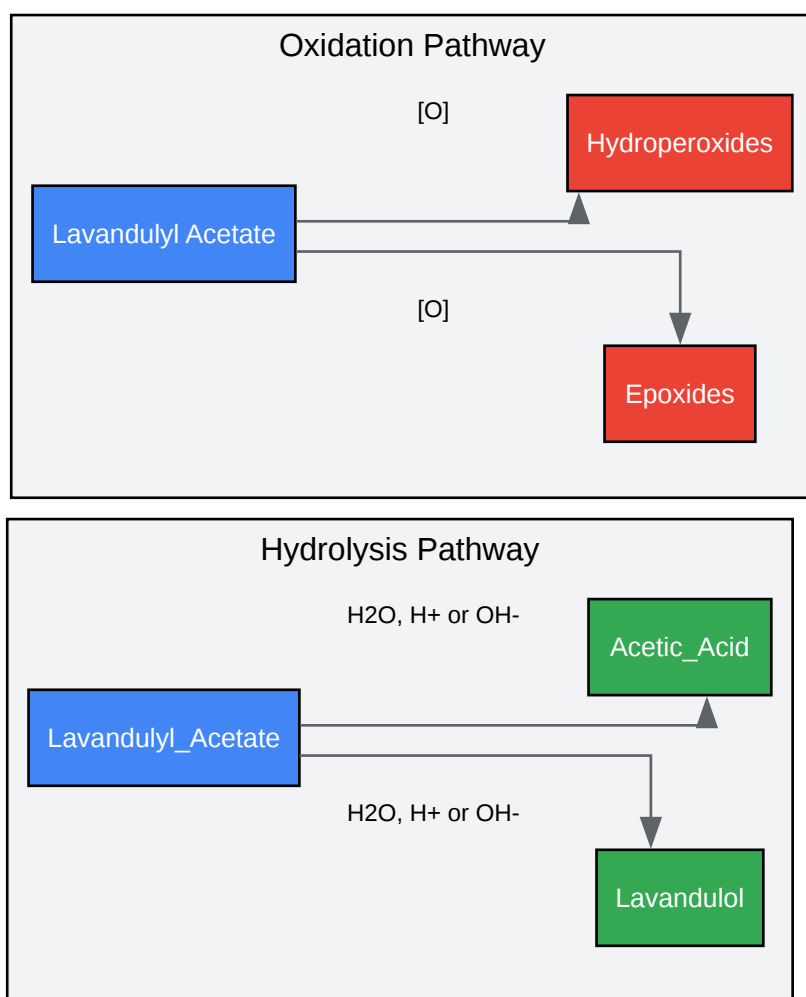 Oxidation Pathway
[O]
Hydroperoxides
Lavandulyl Acetate
[O]
Epoxides
Hydrolysis Pathway
H2O, H+ or OH-
Acetic_Acid
Lavandulyl_Acetate
H2O, H+ or OH-
Lavandulol